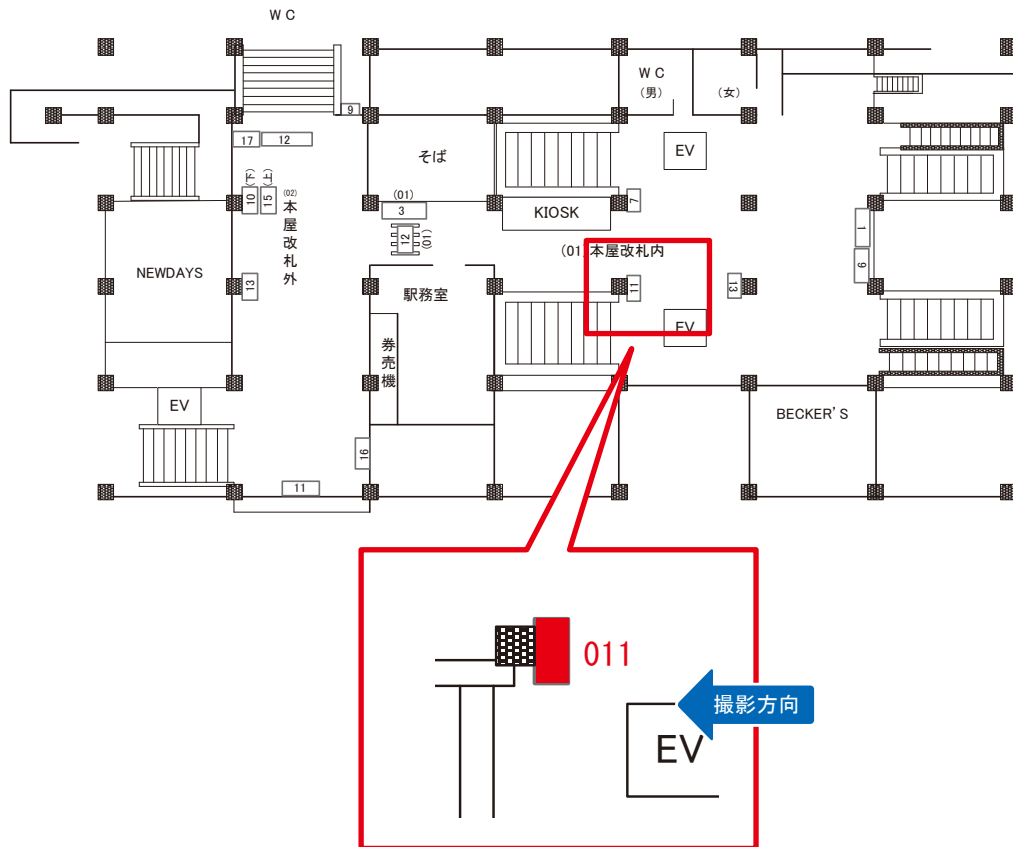 WC
WC
(男)
(女)
9
17
12
そば
EV
(下)
(上)
10
15
(02)
本屋改札外
(01)
3
KIOSK
7
12
(01)
1
(01)本屋改札内
NEWDAYS
13
駅務室
11
13
6
EV
券売機
EV
BECKER'S
16
11
011
撮影方向
EV